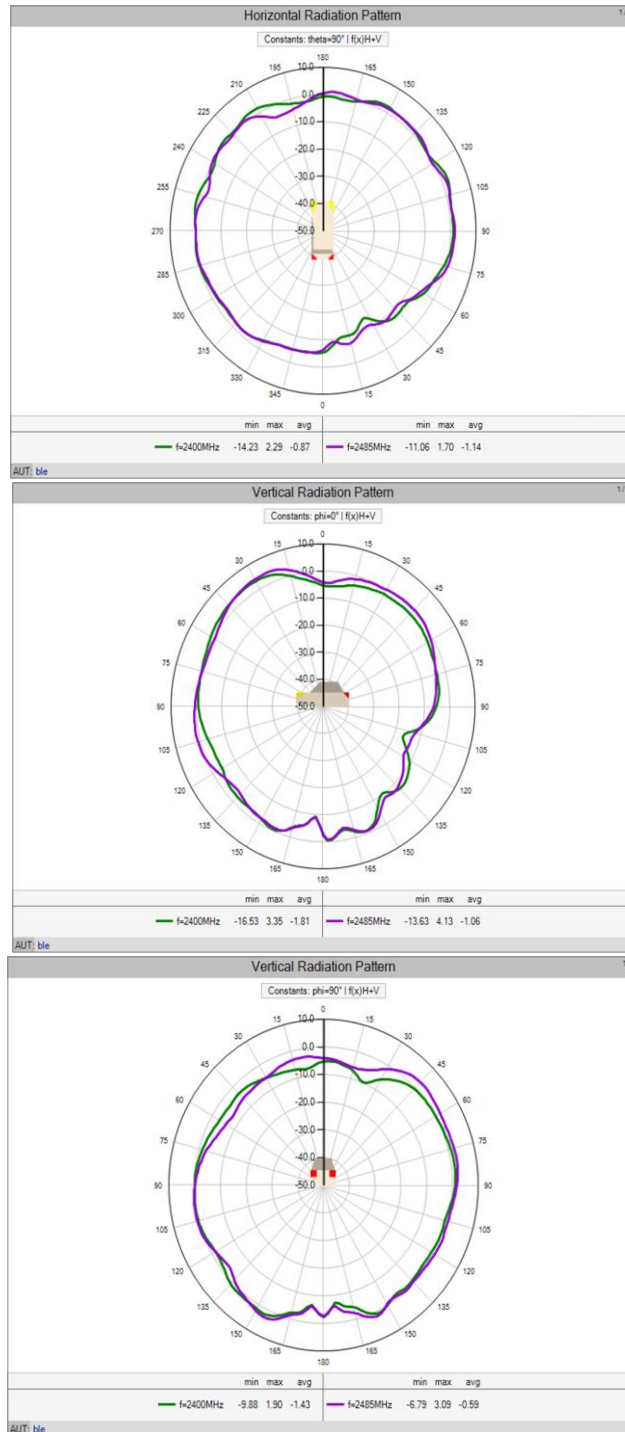 Horizontal Radiation Pattern
1/
Constants: theta=90° | f(x)H+V
180
195 10.0 165
210 0.0 150
225 -10.0 135
240 -20.0 120
255 -30.0 105
-40.0
270 -50.0 90
285 75
300 60
315 45
330 30
345 15
0
min max avg min max avg
f=2400MHz -14.23 2.29 -0.87 f=2485MHz -11.06 1.70 -1.14
AUT: ble
Vertical Radiation Pattern
1/
Constants: phi=0° | f(x)H+V
0
15 10.0 15
30 0.0 30
45 -10.0 45
60 -20.0 60
75 -30.0 75
-40.0
90 -50.0 90
105 105
120 120
135 135
150 150
165 165
180
min max avg min max avg
f=2400MHz -16.53 3.35 -1.81 f=2485MHz -13.63 4.13 -1.06
AUT: ble
Vertical Radiation Pattern
1
Constants: phi=90° | f(x)H+V
0
15 10.0 15
30 0.0 30
45 -10.0 45
60 -20.0 60
75 -30.0 75
-40.0
90 -50.0 90
105 105
120 120
135 135
150 150
165 165
180
min max avg min max avg
f=2400MHz -9.88 1.90 -1.43 f=2485MHz -6.79 3.09 -0.59
AUT: ble